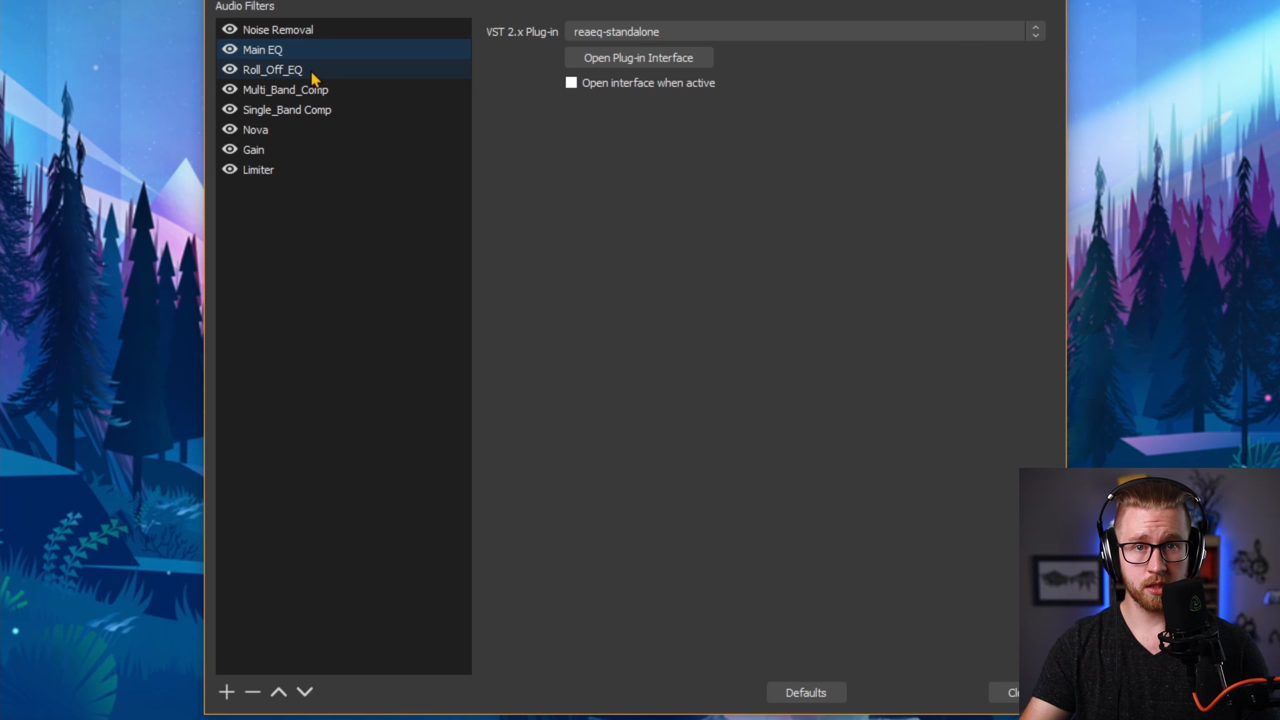 Audio Filters
Noise Removal
Main EQ
Roll_Off_EQ
Multi_Band_Comp
Single_Band Comp
Nova
Gain
Limiter
VST 2.x Plug-in reaeq-standalone
Open Plug-in Interface
Open interface when active
Defaults